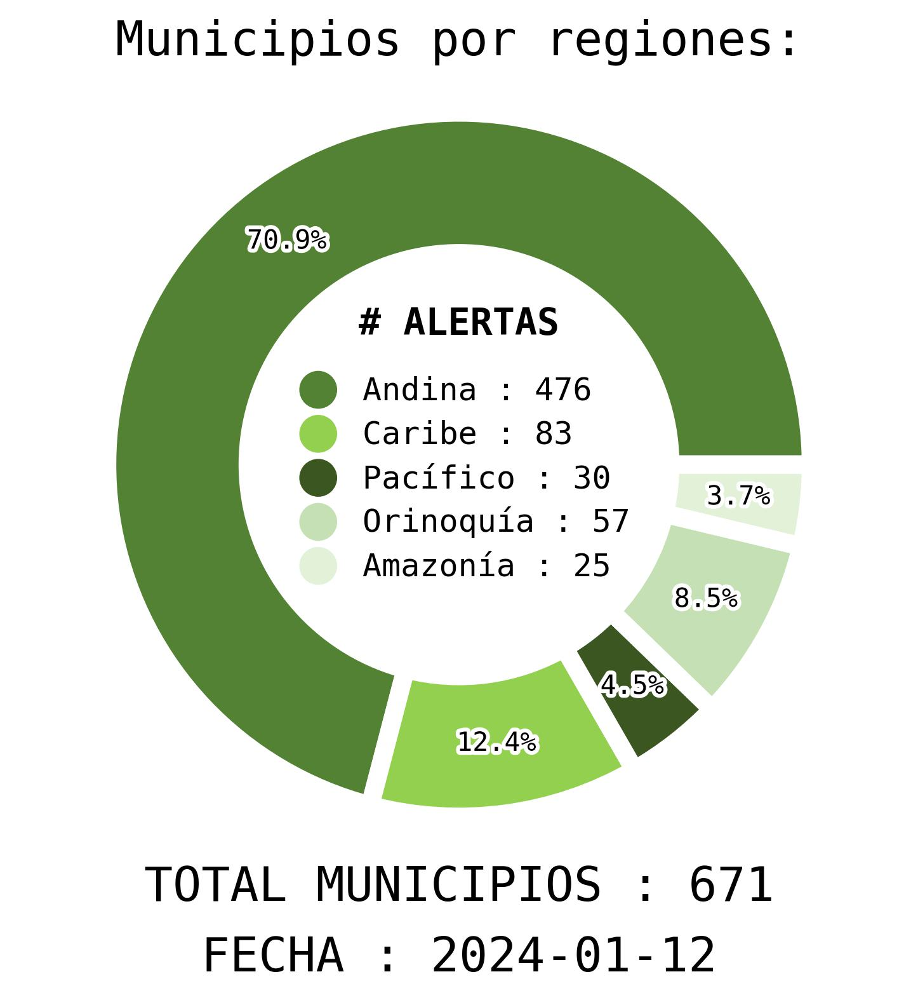 Municipios por regiones:
70.9%
# ALERTAS
Andina : 476
Caribe : 83
Pacífico : 30
Orinoquía : 57
Amazonía : 25
3.7%
8.5%
4.5%
12.4%
TOTAL MUNICIPIOS : 671
FECHA : 2024-01-12